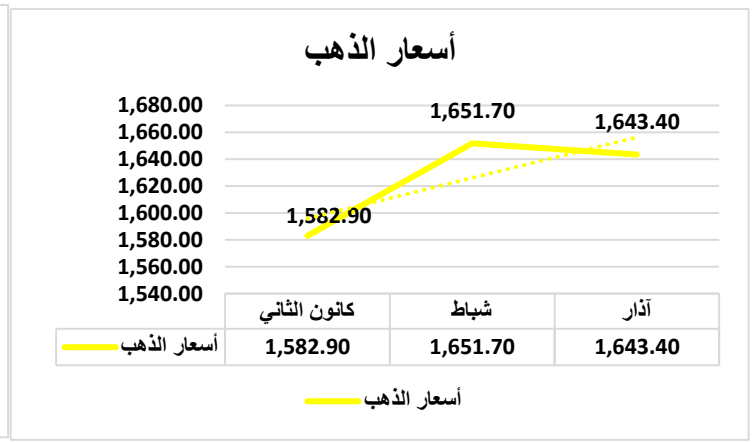 أسعار الذهب
1,680.00
1,660.00
1,640.00
1,620.00
1,600.00
1,580.00
1,560.00
1,540.00
1,582.90
1,651.70
1,643.40
كانون الثاني شباط آذار
أسعار الذهب 1,582.90 1,651.70 1,643.40
أسعار الذهب